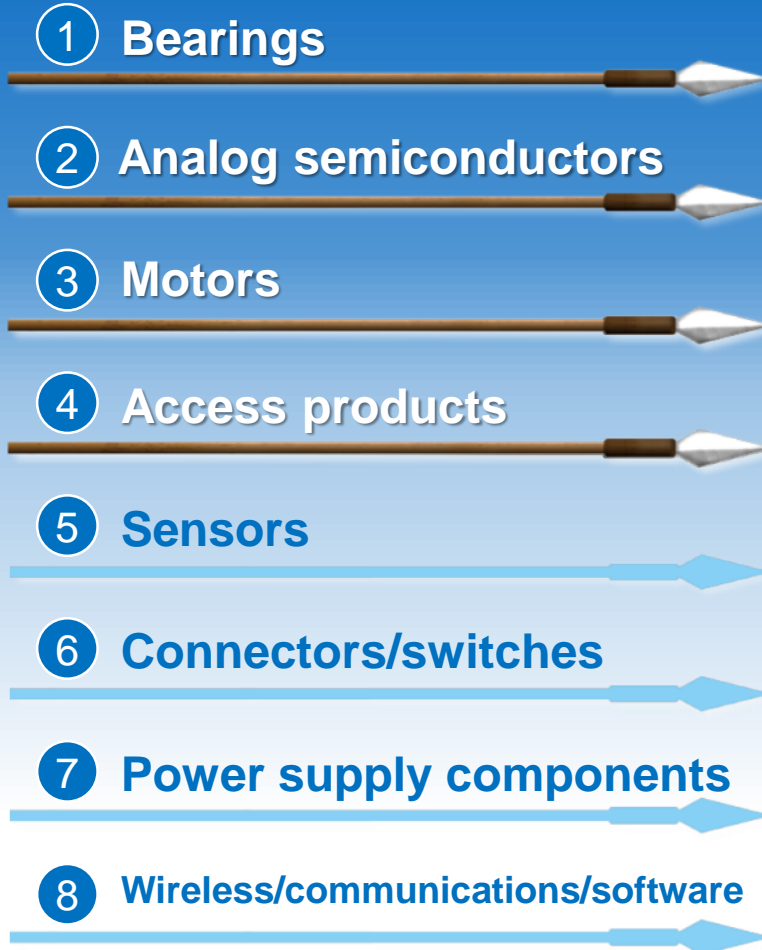 1 Bearings
2 Analog semiconductors
3 Motors
4 Access products
5 Sensors
6 Connectors/switches
7 Power supply components
8 Wireless/communications/software